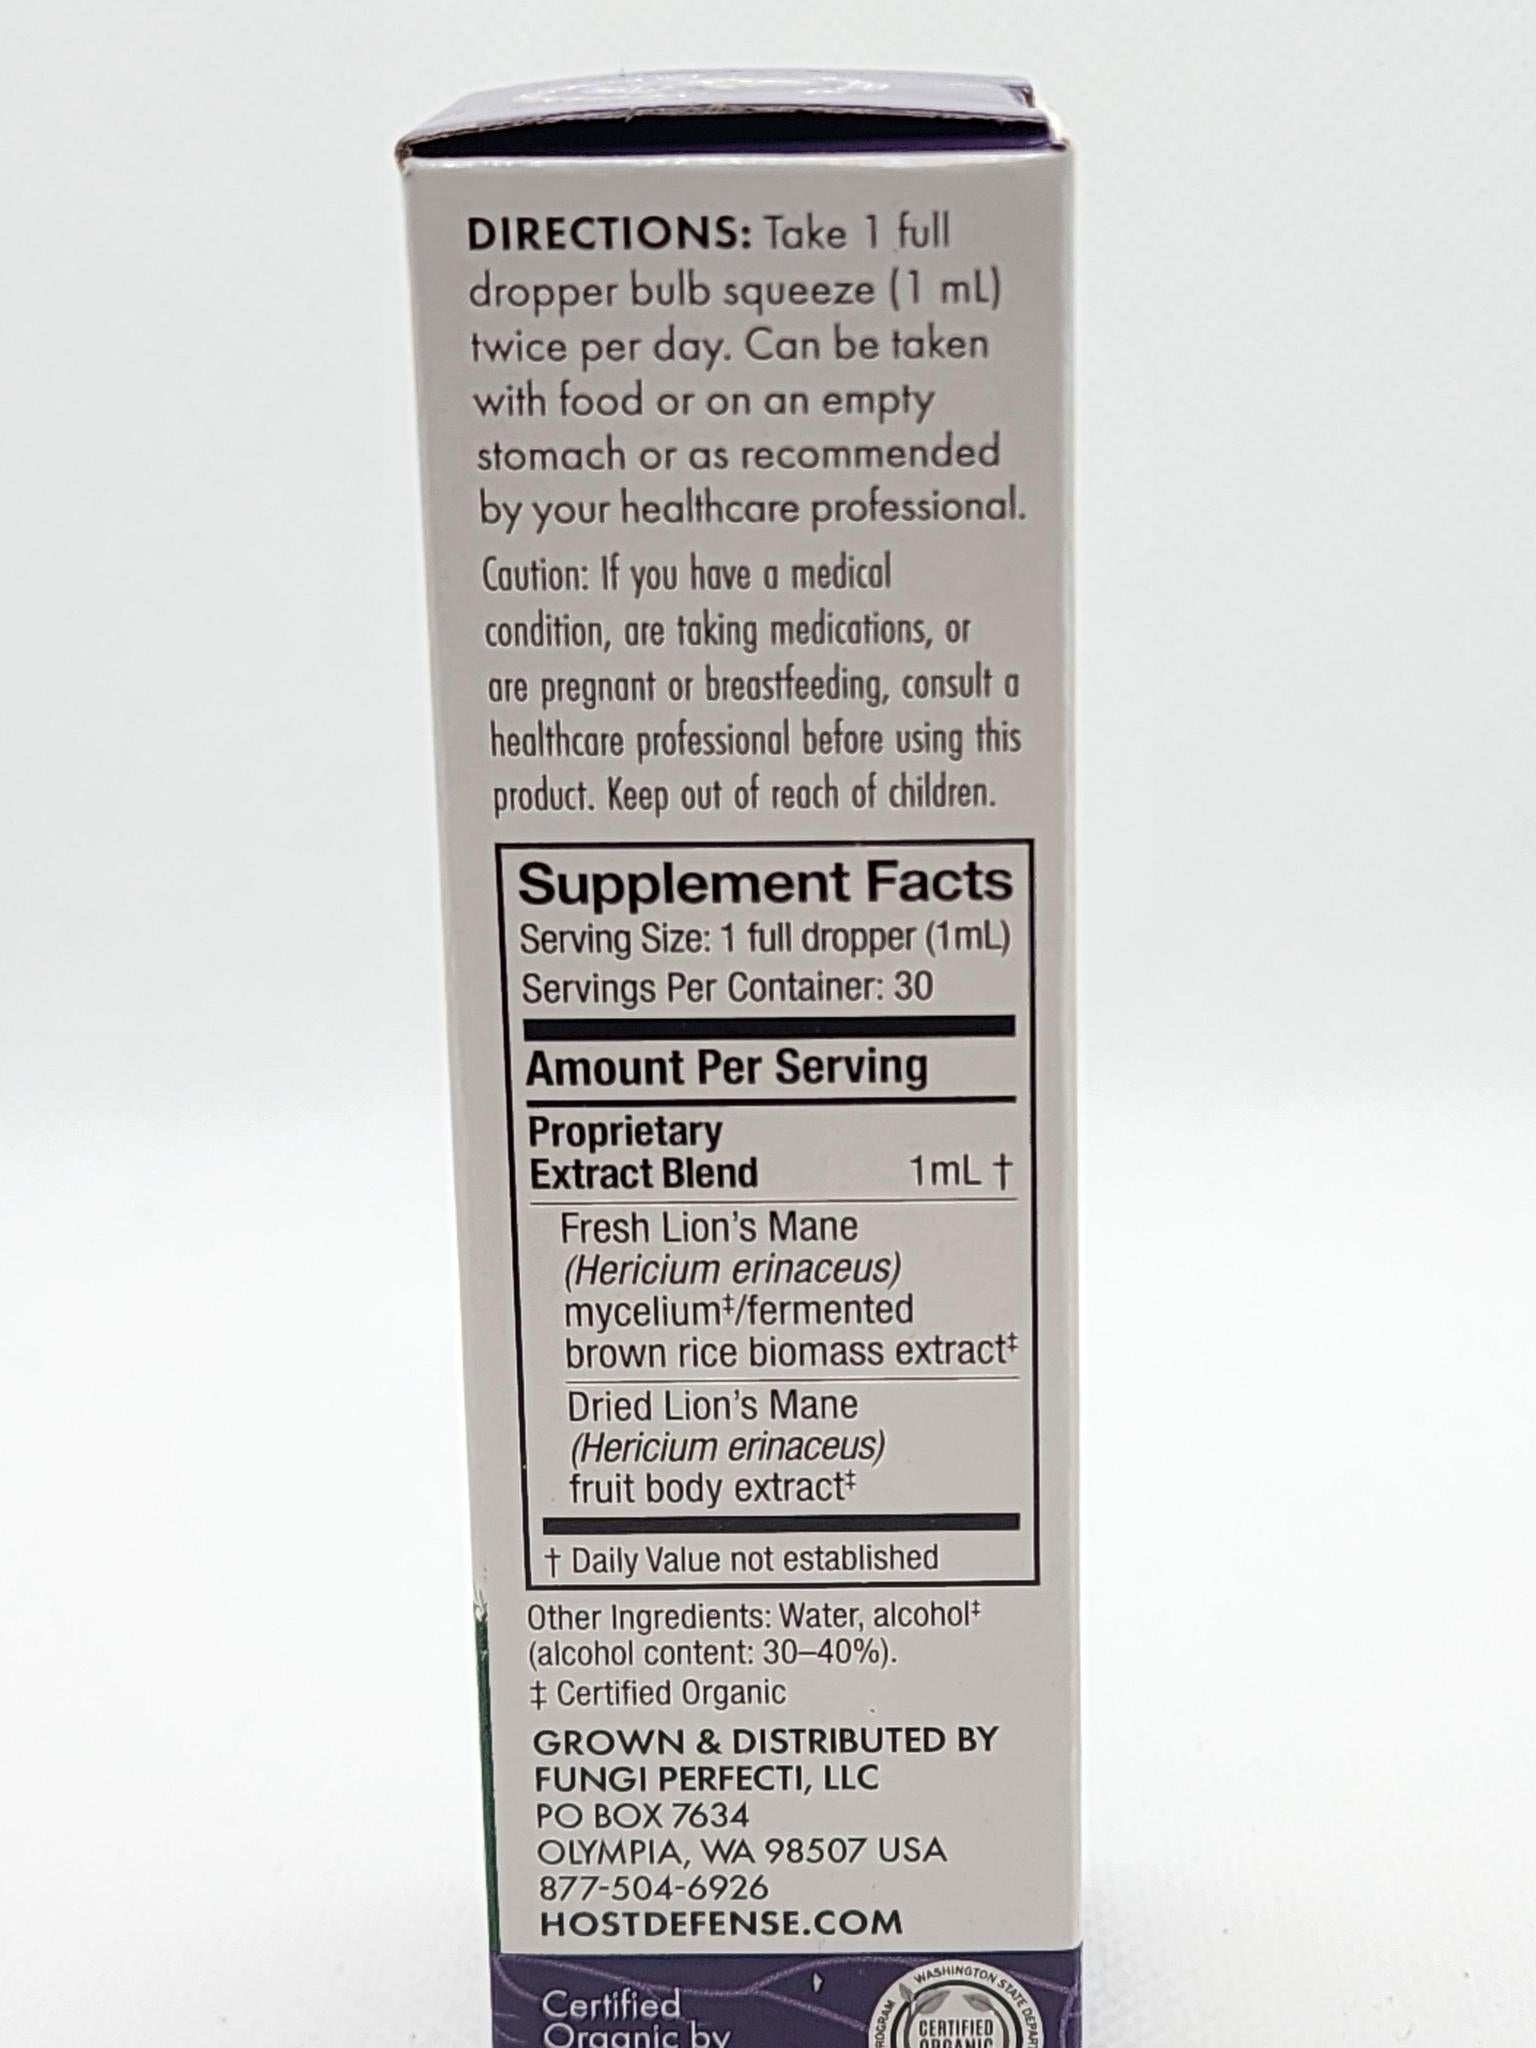 DIRECTIONS: Take 1 full
dropper bulb squeeze (1 mL)
twice per day. Can be taken
with food or on an empty
stomach or as recommended
by your healthcare professional.
Caution: If you have a medical
condition, are taking medications, or
are pregnant or breastfeeding, consult a
healthcare professional before using this
product. Keep out of reach of children.
Supplement Facts
Serving Size: 1 full dropper (1mL)
Servings Per Container: 30
Amount Per Serving
Proprietary
Extract Blend 1mL †
Fresh Lion's Mane
(Hericium erinaceus)
mycelium‡/fermented
brown rice biomass extract‡
Dried Lion's Mane
(Hericium erinaceus)
fruit body extract‡
† Daily Value not established
Other Ingredients: Water, alcohol‡
(alcohol content: 30–40%).
‡ Certified Organic
GROWN & DISTRIBUTED BY
FUNGI PERFECTI, LLC
PO BOX 7634
OLYMPIA, WA 98507 USA
877-504-6926
HOSTDEFENSE.COM
Certified
Organic by
WASHINGTON STATE
CERTIFIED
ORGANIC